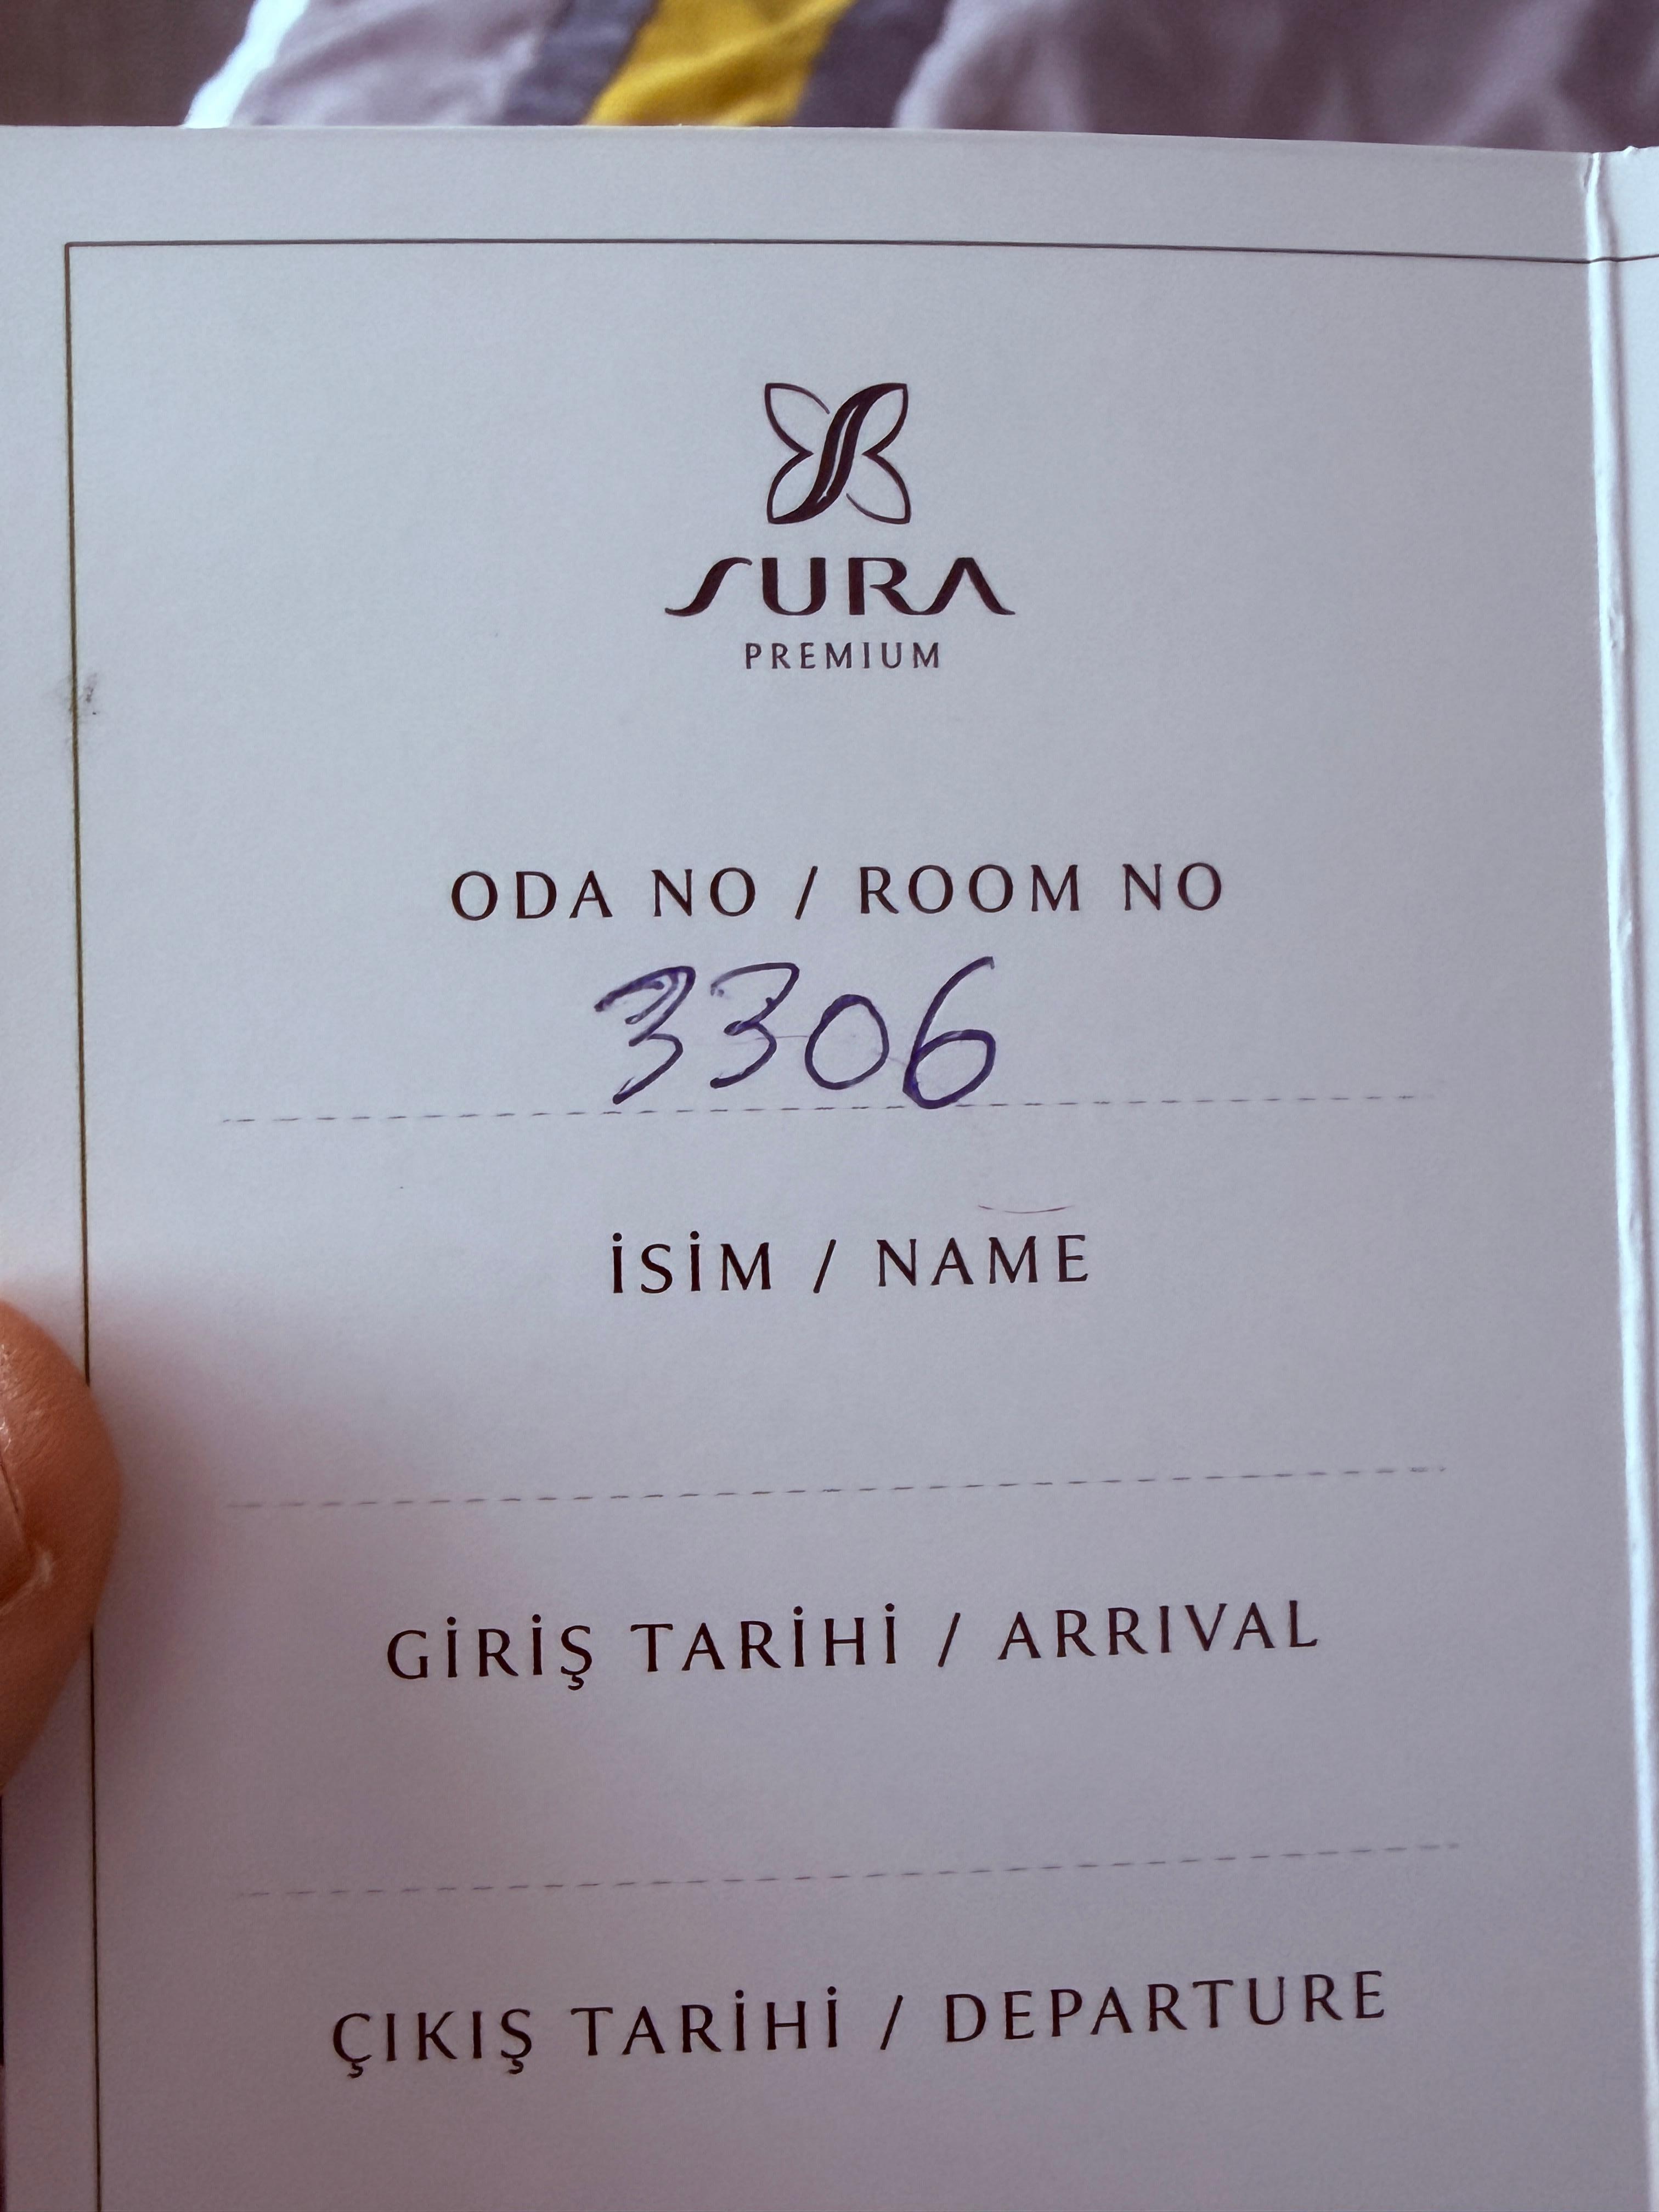 SURA
PREMIUM
ODA NO / ROOM NO
3306
İSİM / NAME
GİRİŞ TARİHİ / ARRIVAL
ÇIKIŞ TARİHİ / DEPARTURE